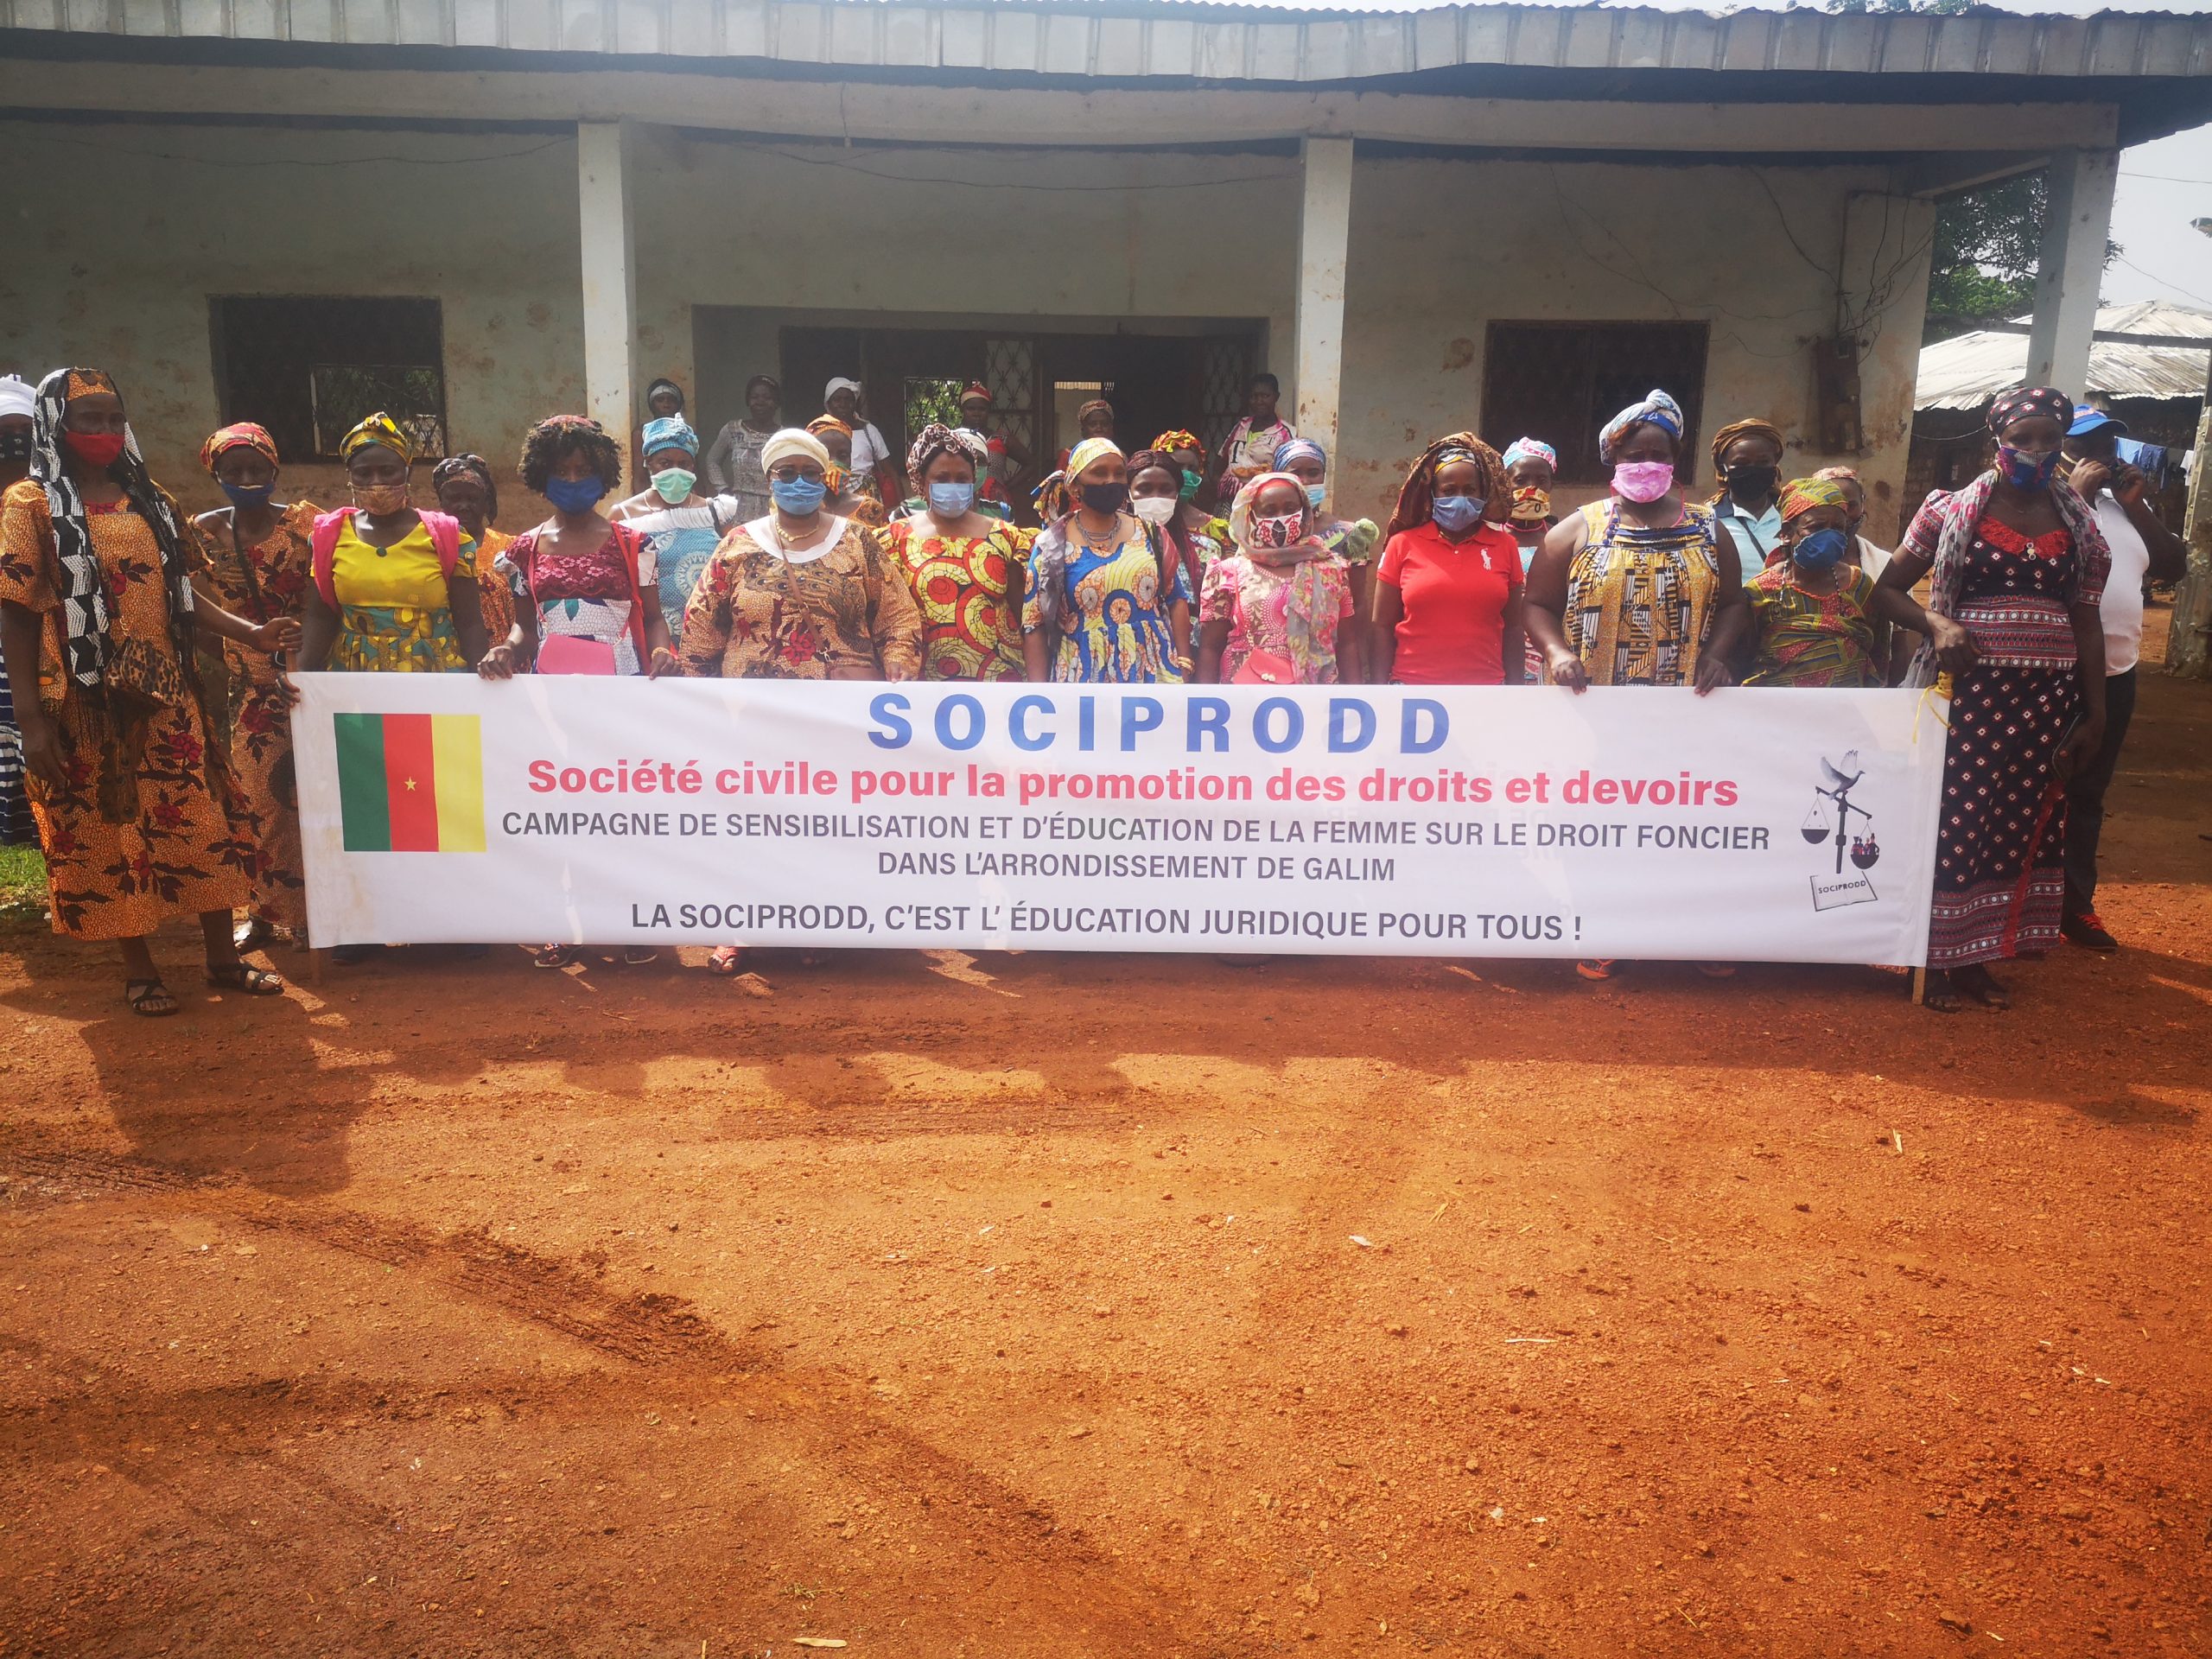 SOCIPRODD
Société civile pour la promotion des droits et devoirs
CAMPAGNE DE SENSIBILISATION ET D'ÉDUCATION DE LA FEMME SUR LE DROIT FONCIER
DANS L'ARRONDISSEMENT DE GALIM
LA SOCIPRODD, C'EST L' ÉDUCATION JURIDIQUE POUR TOUS !
SOCIPRODD